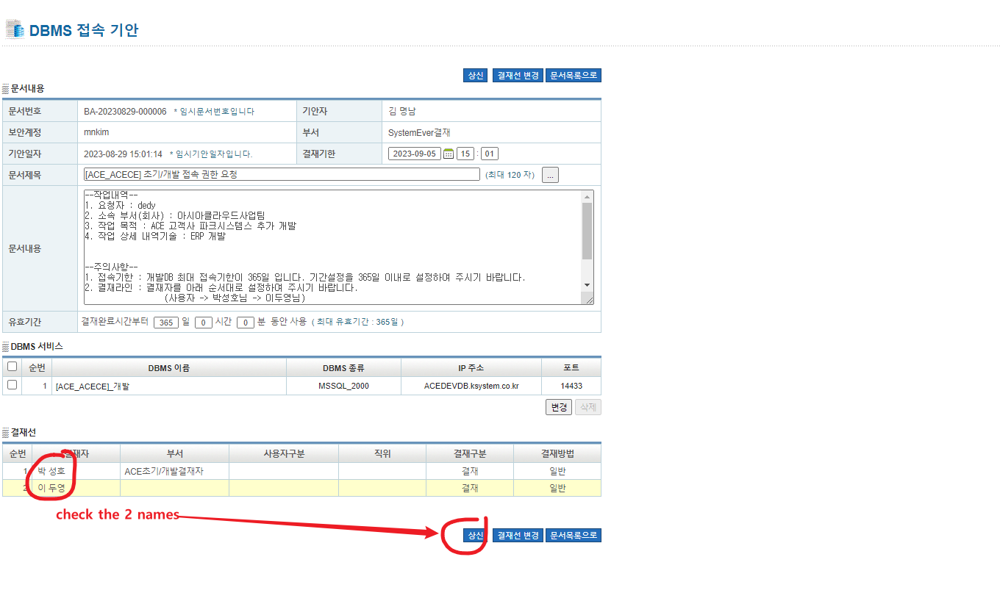 DBMS 접속 기안
상신 결재선 변경 문서목록으로
문서내용
문서번호 BA-20230829-000006 * 임시문서번호입니다 기안자 김 명남
보안계정 mnkim 부서 SystemEver결재
기안일자 2023-08-29 15:01:14 * 임시기안일자입니다. 결재기한 2023-09-05 15 : 01
문서제목 [ACE_ACECE] 초기/개발 접속 권한 요청 (최대 120 자) ...
문서내용
--작업내역--
1. 요청자 : dedy
2. 소속 부서(회사) : 아시아클라우드사업팀
3. 작업 목적 : ACE 고객사 파크시스템스 추가 개발
4. 작업 상세 내역기술 : ERP 개발
--주의사항--
1. 접속기한 : 개발DB 최대 접속기한이 365일 입니다. 기간설정을 365일 이내로 설정하여 주시기 바랍니다.
2. 결재라인 : 결재자를 아래 순서대로 설정하여 주시기 바랍니다.
(사용자 -> 박성호님 -> 이두영님)
유효기간 결재완료시간부터 365 일 0 시간 0 분 동안 사용 ( 최대 유효기간 : 365일 )
DBMS 서비스
순번 DBMS 이름 DBMS 종류 IP 주소 포트
1 [ACE_ACECE]_개발 MSSQL_2000 ACEDEVDB.ksystem.co.kr 14433
변경 삭제
결재선
순번 결재자 부서 사용자구분 직위 결재구분 결재방법
1 박 성호 ACE초기/개발결재자 결재 일반
2 이 두영 결재 일반
check the 2 names
상신 결재선 변경 문서목록으로